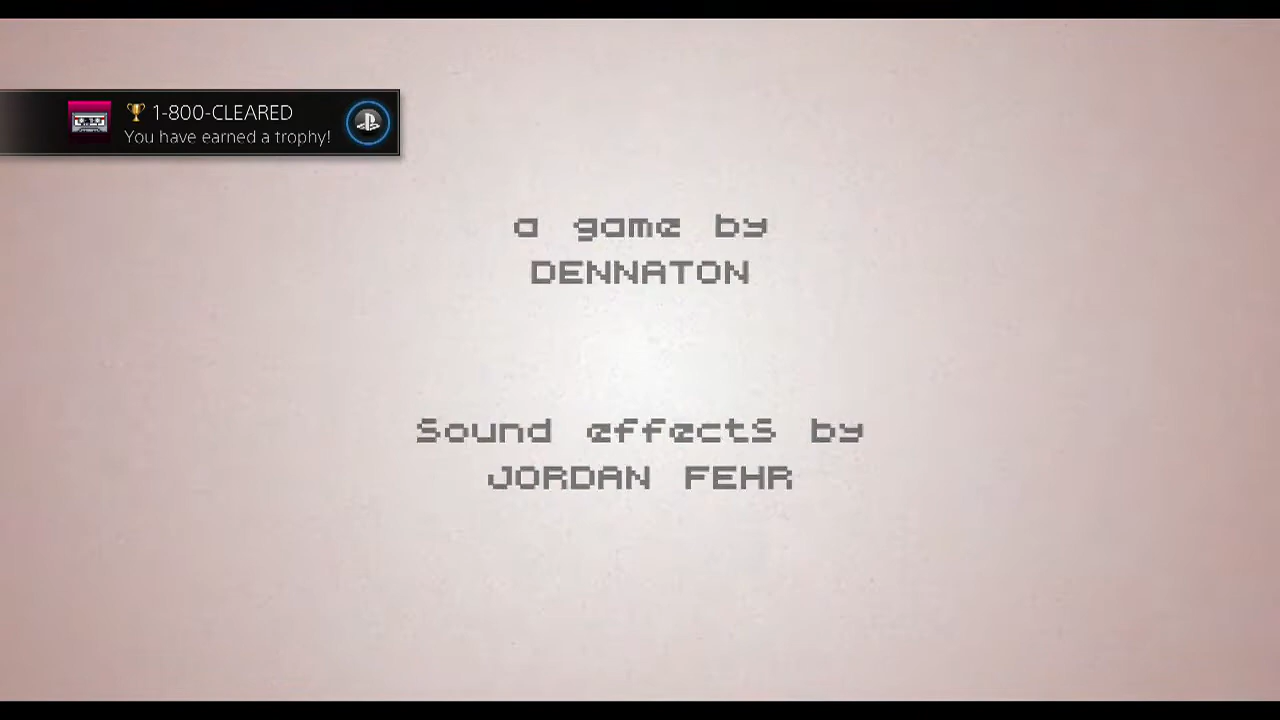 1-800-CLEARED
You have earned a trophy!
a game by
DENNATON
Sound effectS by
JORDAN FEHR